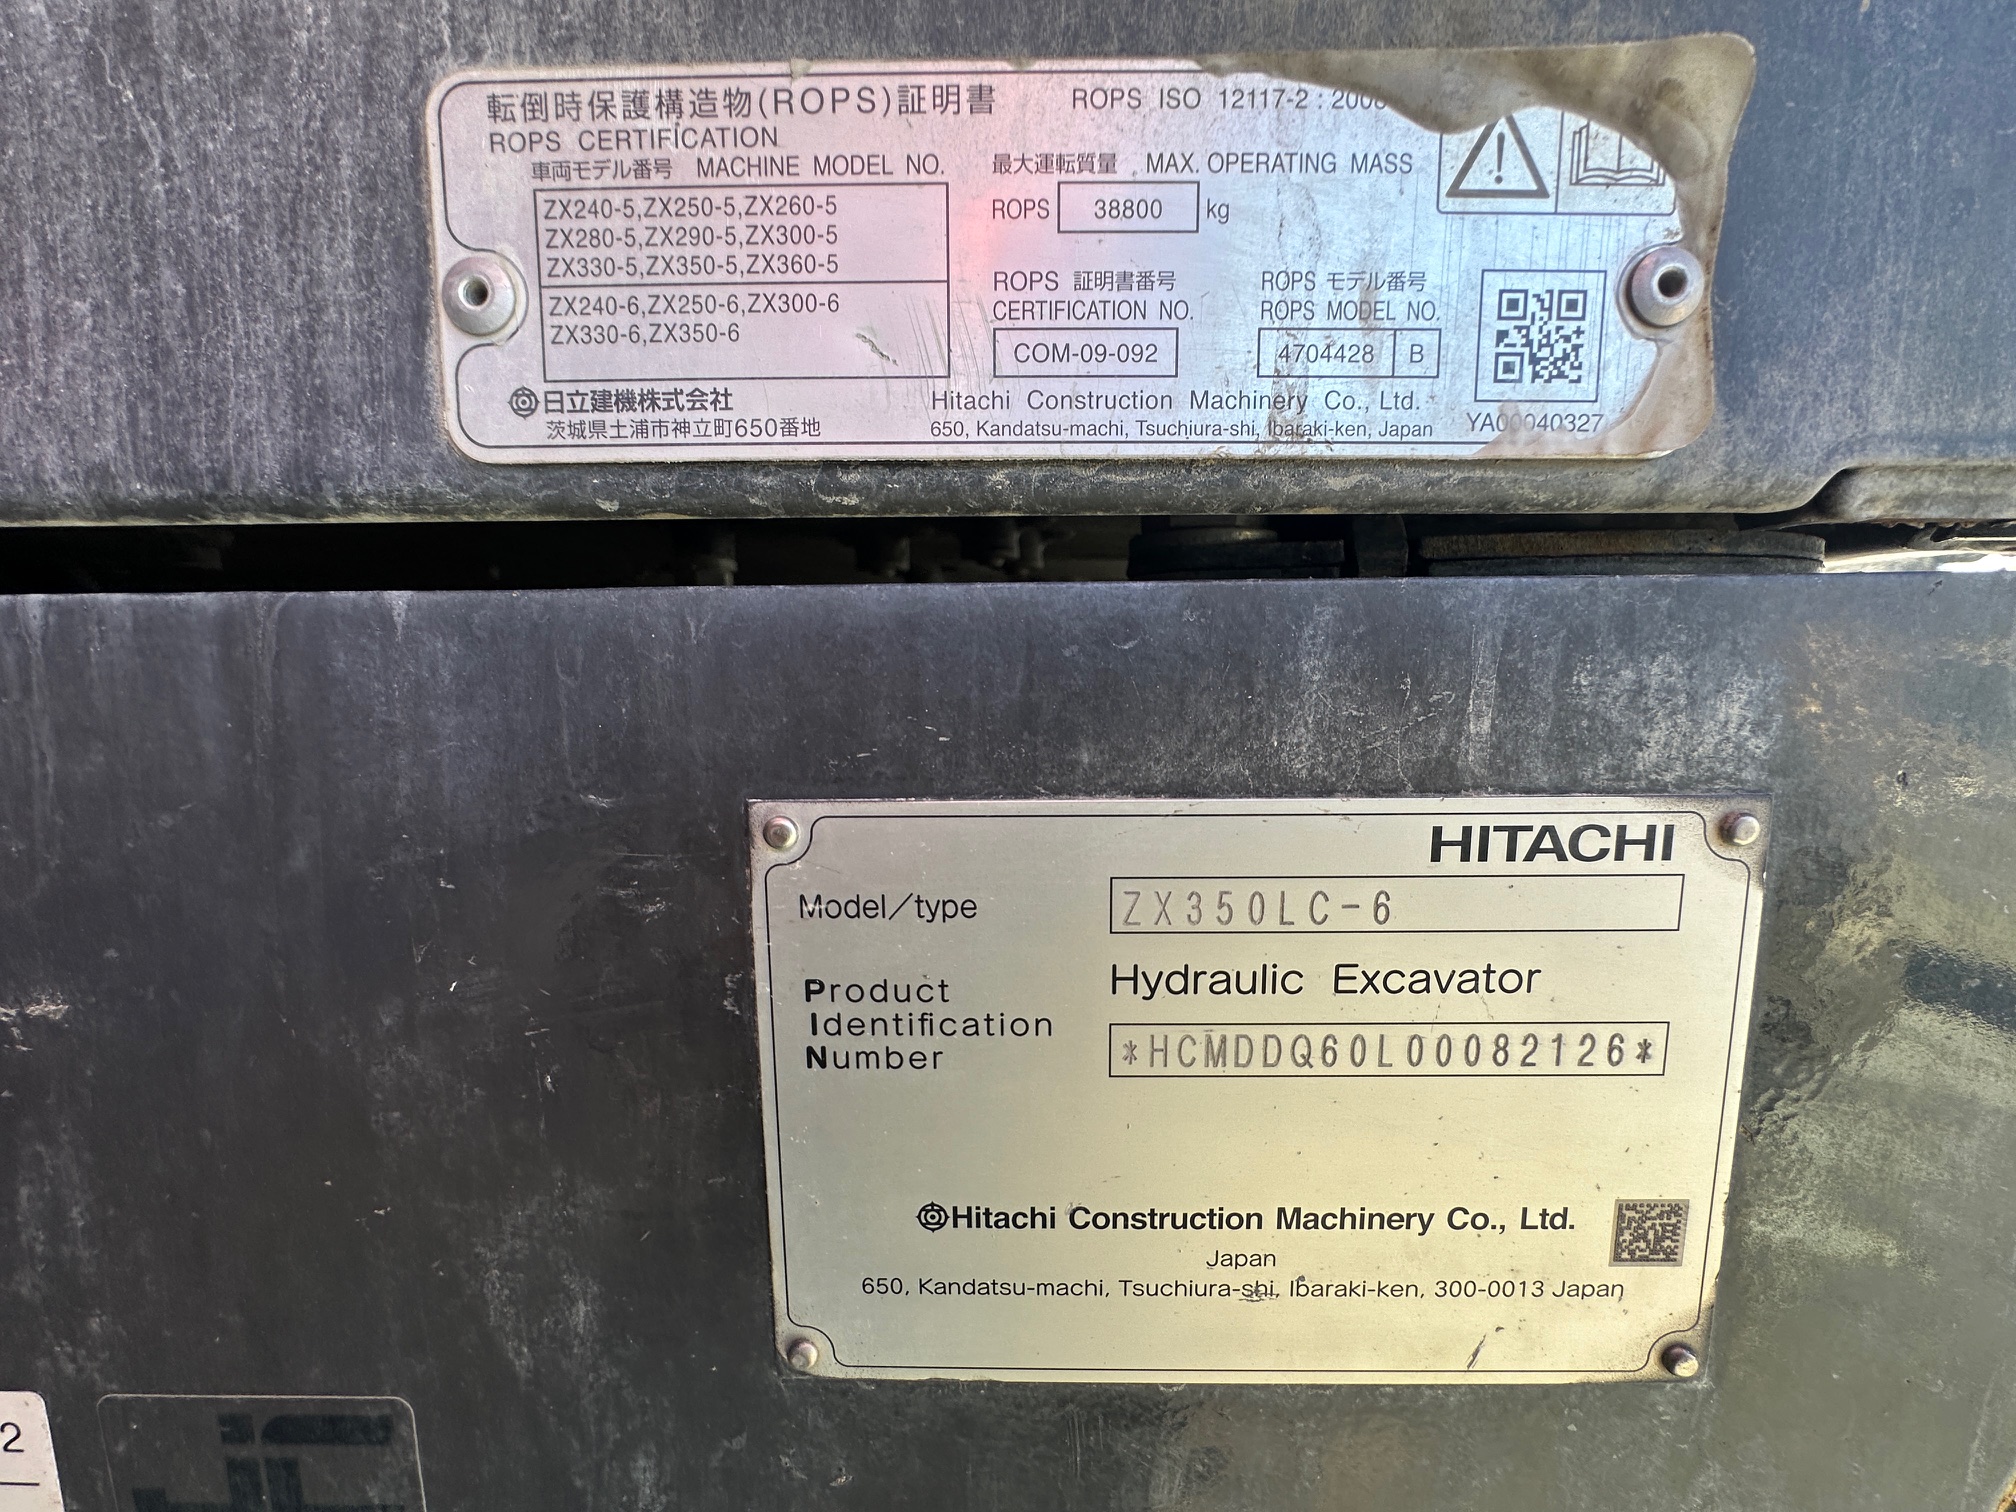 転倒時保護構造物(ROPS)証明書
ROPS CERTIFICATION
ROPS ISO 12117-2 : 2008
車両モデル番号 MACHINE MODEL NO.
ZX240-5,ZX250-5,ZX260-5
ZX280-5,ZX290-5,ZX300-5
ZX330-5,ZX350-5,ZX360-5
ZX240-6,ZX250-6,ZX300-6
ZX330-6,ZX350-6
最大運転質量 MAX. OPERATING MASS
ROPS 38800 kg
ROPS 証明書番号
CERTIFICATION NO.
COM-09-092
ROPS モデル番号
ROPS MODEL NO.
4704428 B
日立建機株式会社
茨城県土浦市神立町650番地
Hitachi Construction Machinery Co., Ltd.
650, Kandatsu-machi, Tsuchiura-shi, Ibaraki-ken, Japan
YA00040327
HITACHI
Model/type ZX350LC-6
Hydraulic Excavator
Product
Identification
Number
*HCMDDQ60L00082126*
Hitachi Construction Machinery Co., Ltd.
Japan
650, Kandatsu-machi, Tsuchiura-shi, Ibaraki-ken, 300-0013 Japan
2